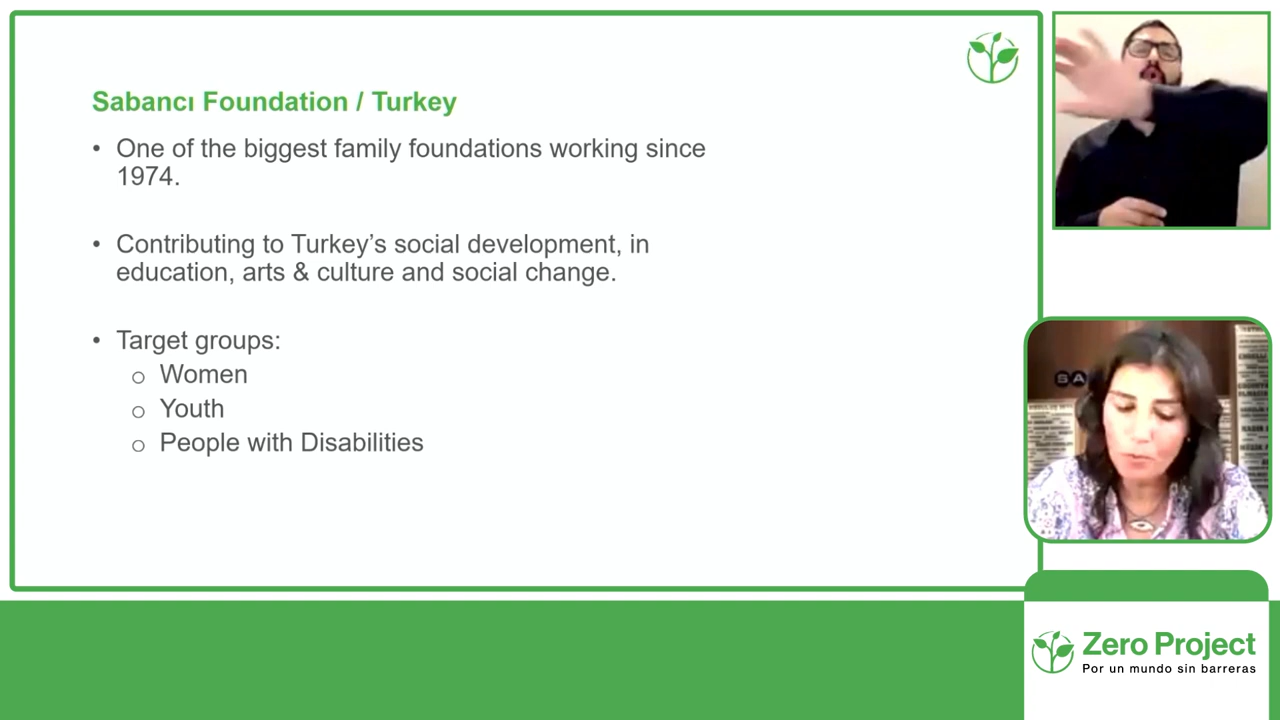 Sabancı Foundation / Turkey
• One of the biggest family foundations working since
1974.
• Contributing to Turkey’s social development, in
education, arts & culture and social change.
• Target groups:
o Women
o Youth
o People with Disabilities
SA
Zero Project
Por un mundo sin barreras